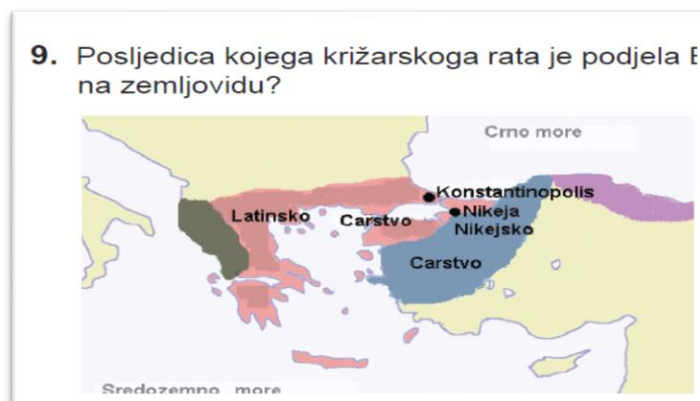 9. Posljedica kojega križarskoga rata je podjela
na zemljovidu?
Crno more
Konstantinopolis
Latinsko Carstvo
Nikeja
Nikejsko
Carstvo
Sredozemno more